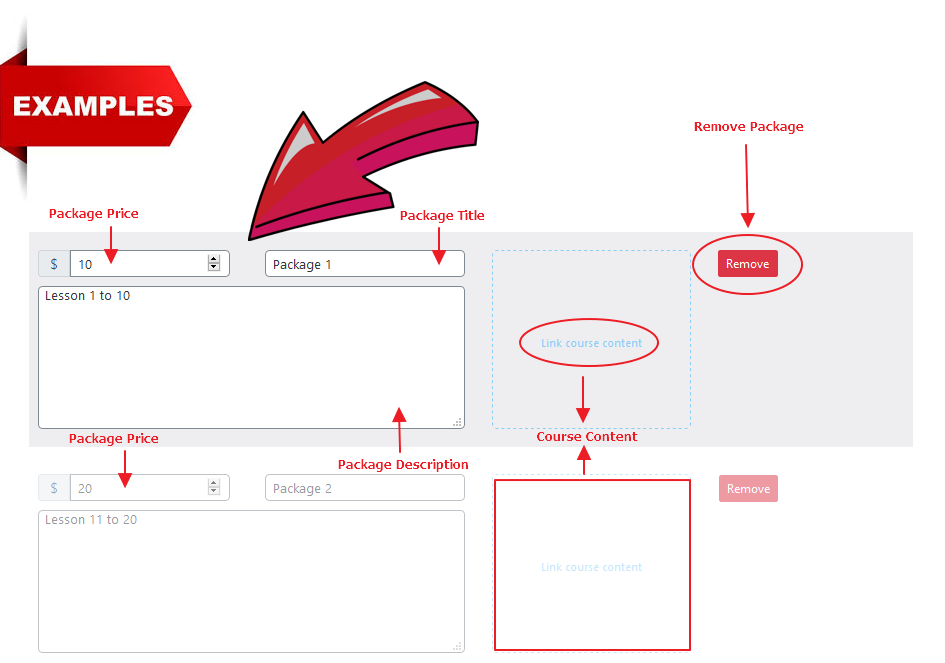 EXAMPLES
Remove Package
Package Price
Package Title
$ 10
Package 1
Remove
Lesson 1 to 10
Link course content
Course Content
Package Price
Package Description
$ 20
Package 2
Remove
Lesson 11 to 20
Link course content